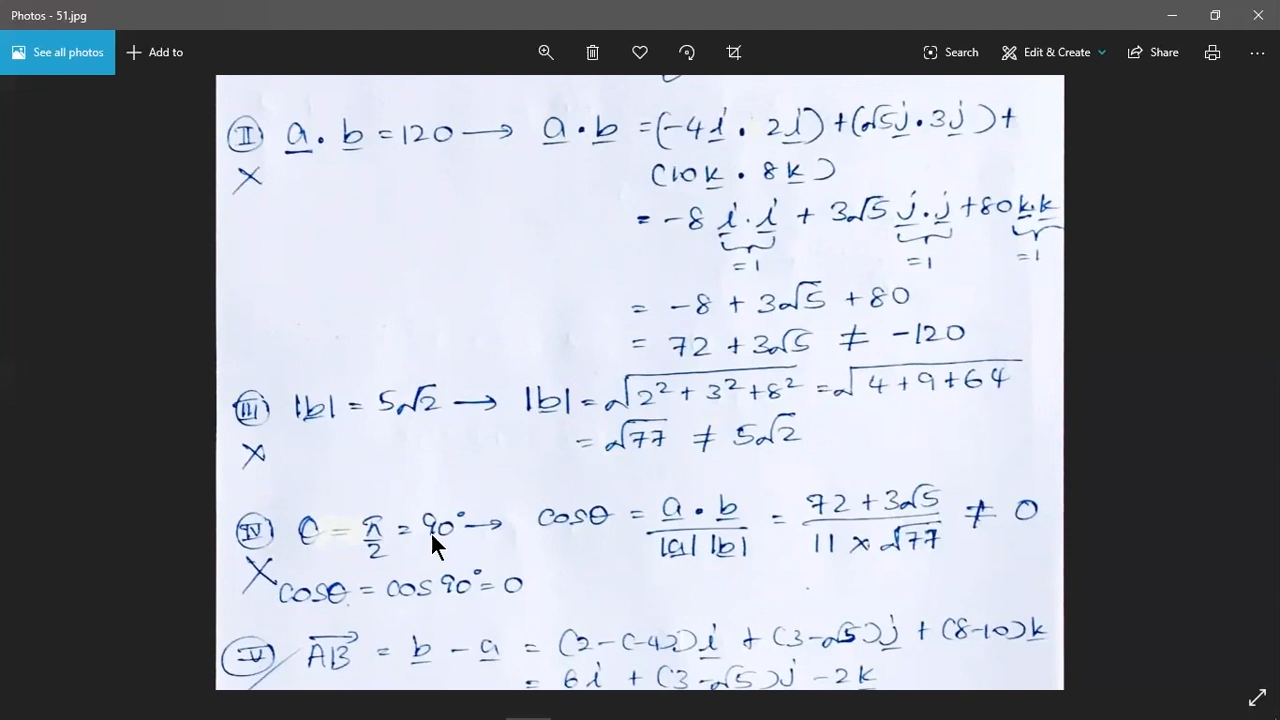 Photos - 51.jpg
See all photos
Add to
Search
Edit & Create
Share
II a . b = 120 → a . b = (-4i . 2i) + (√5j . 3j) +
X (10k . 8k)
= -8 i . i + 3√5 j . j + 80 k . k
=1 =1 =1
= -8 + 3√5 + 80
= 72 + 3√5 ≠ -120
III |b| = 5√2 → |b| = √2² + 3² + 8² = √4 + 9 + 64
X = √77 ≠ 5√2
IV = π/2 = 90° → cosθ = a . b / |a| |b| = 72 + 3√5 / 11 × √77 ≠ 0
X cosθ = cos 90° = 0
V AB = b - a = (2-(-4))i + (3-√5)j + (8-10)k
= 6i + (3-√5)j - 2k